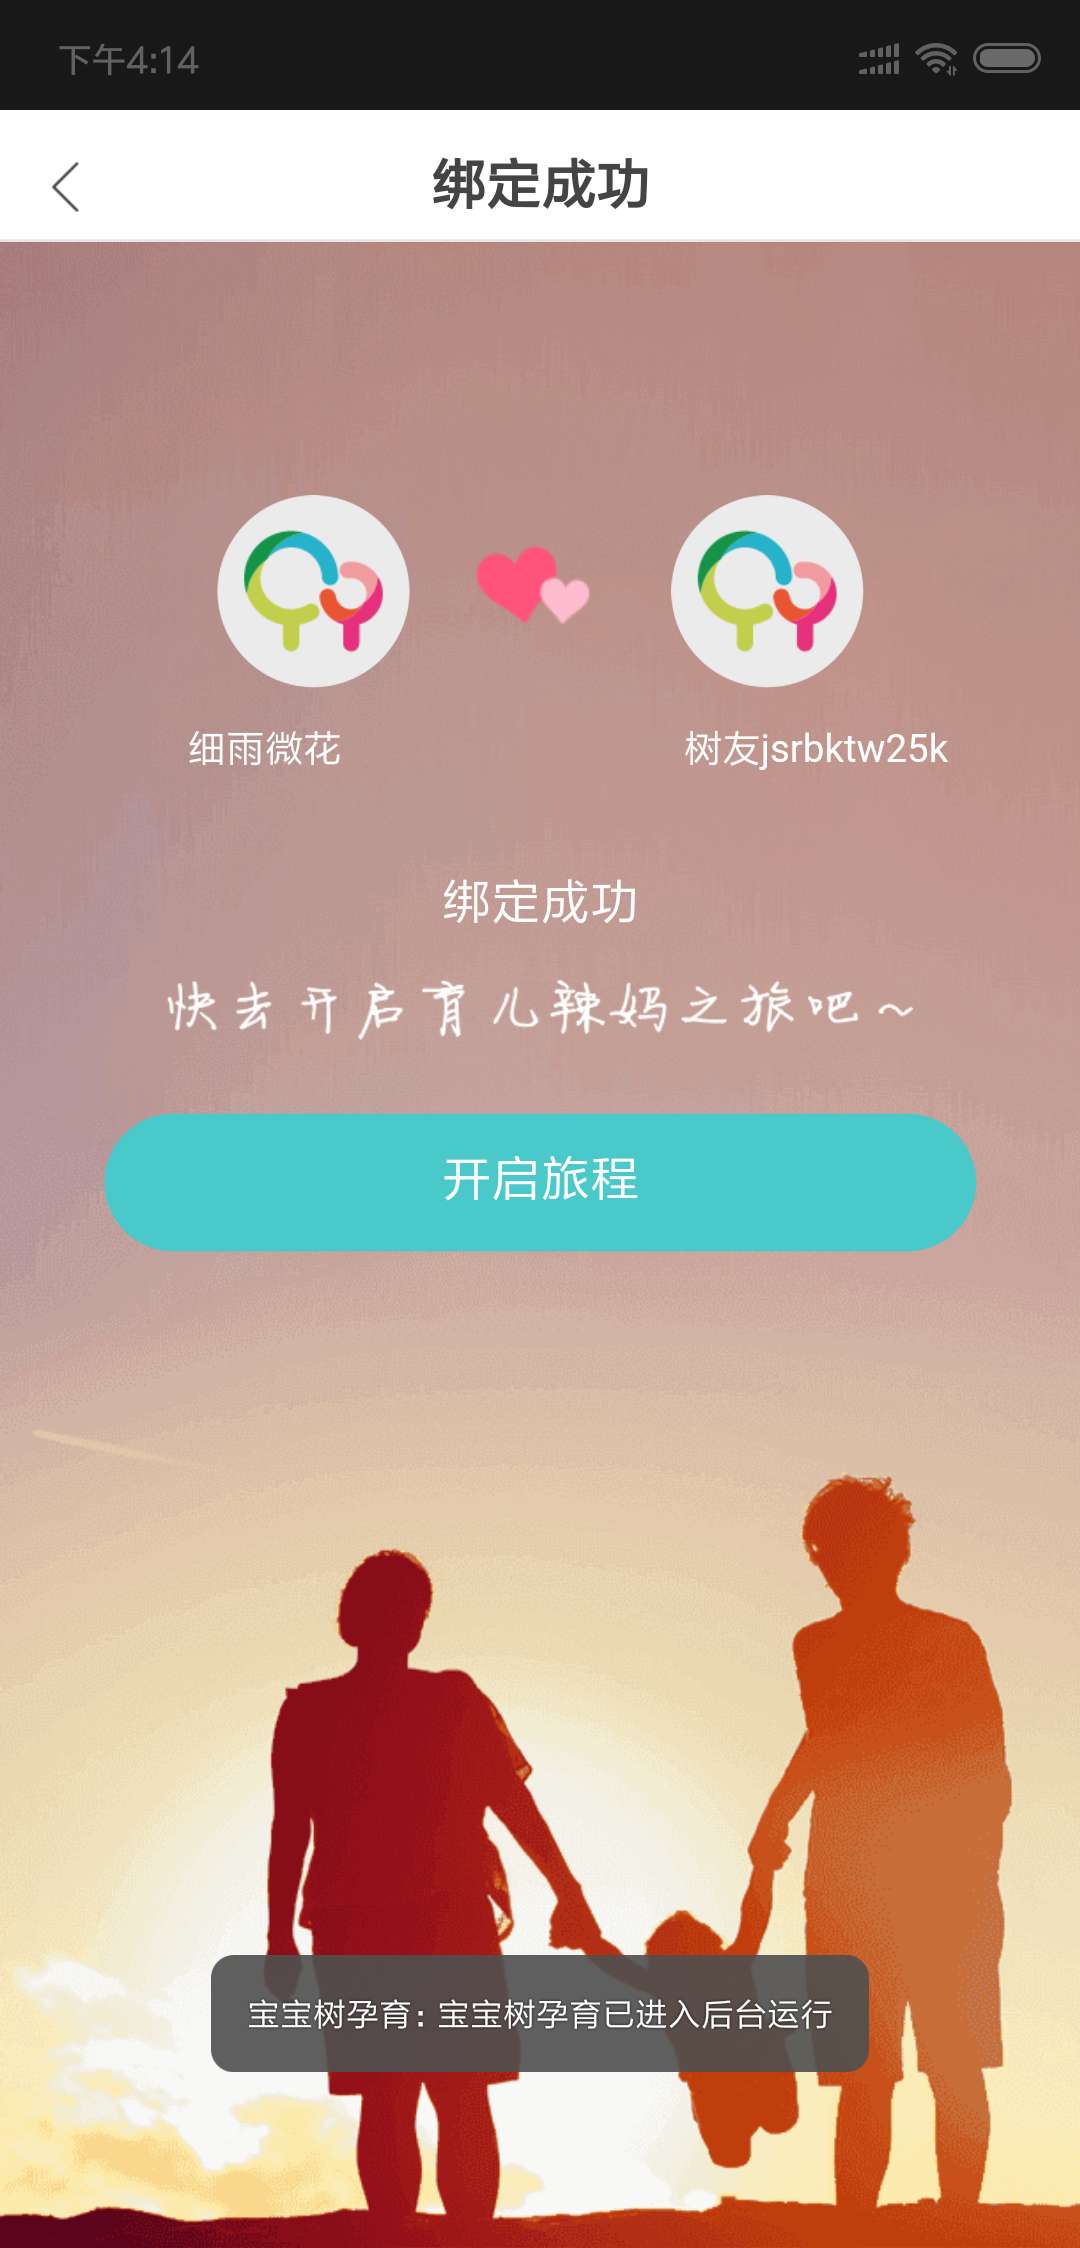 下午4:14
绑定成功
细雨微花
树友jsrbktw25k
绑定成功
快去开启育儿辣妈之旅吧~
开启旅程
宝宝树孕育: 宝宝树孕育已进入后台运行